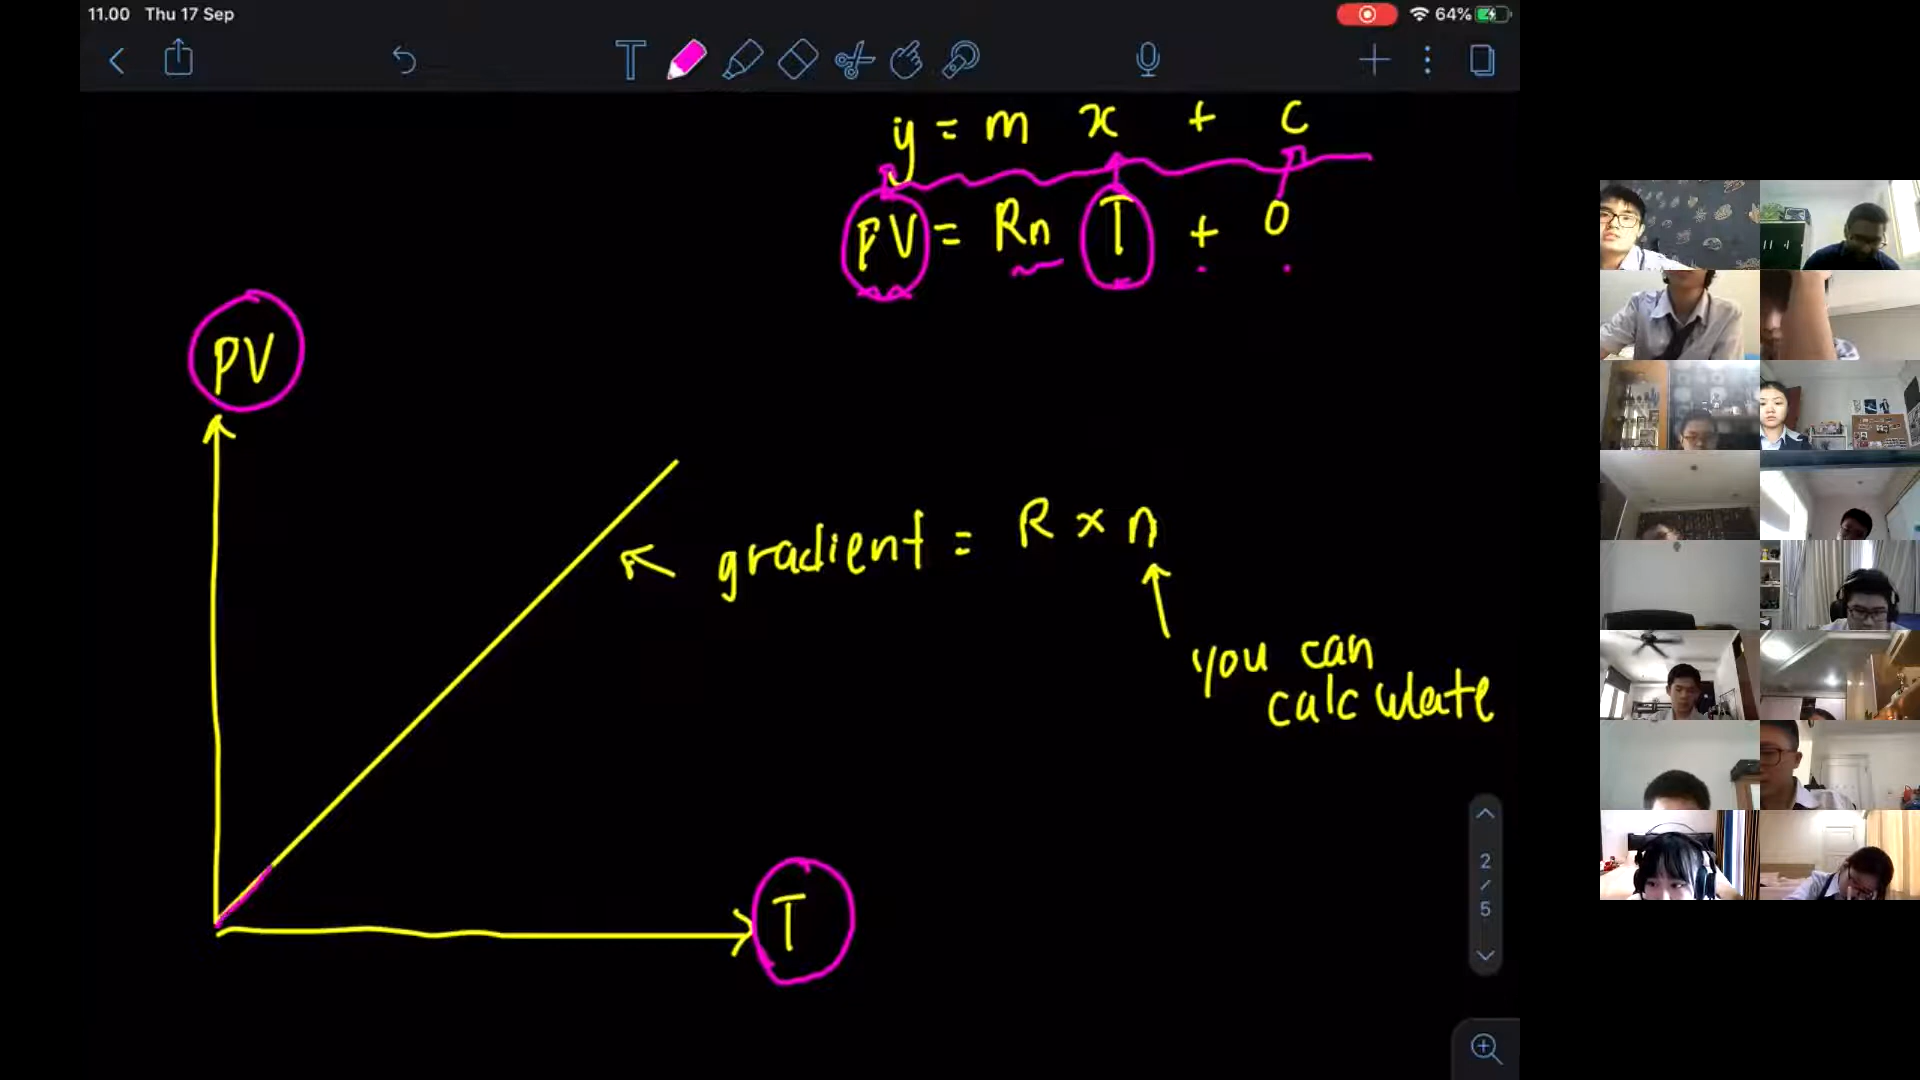 11.00 Thu 17 Sep
64%
T
y = m x + c
PV = Rn T + 0
PV
gradient = R × n
you can
calculate
T
2
/
5